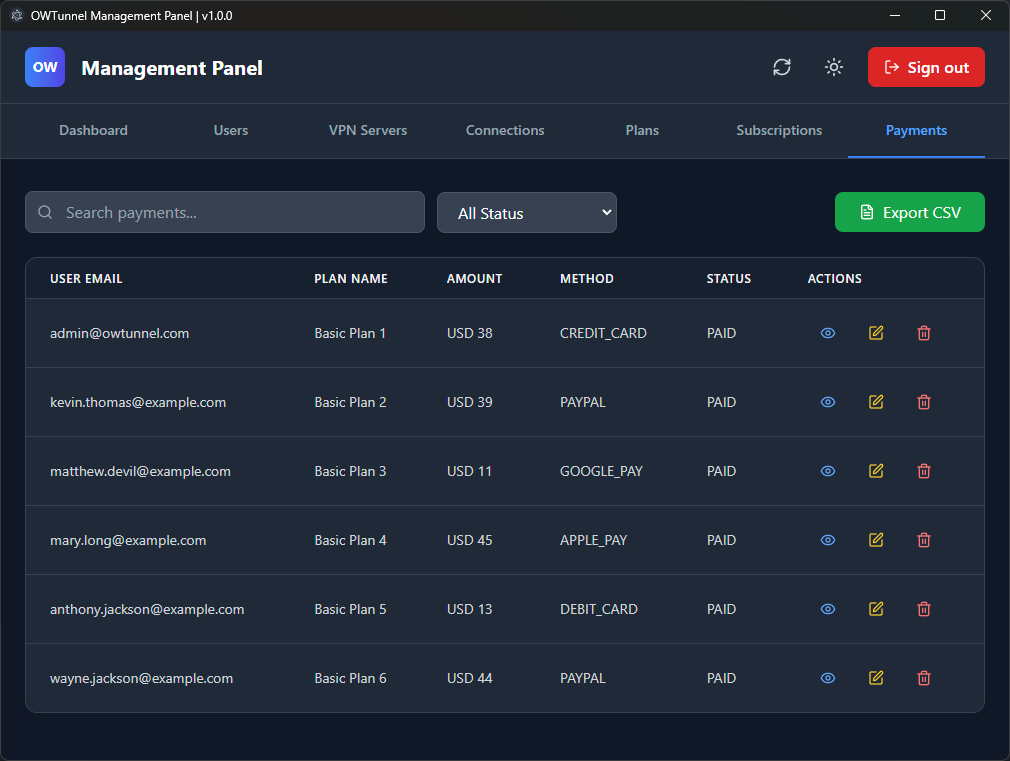 OWTunnel Management Panel | v1.0.0
OW Management Panel Sign out
Dashboard Users VPN Servers Connections Plans Subscriptions Payments
Search payments... All Status Export CSV
USER EMAIL PLAN NAME AMOUNT METHOD STATUS ACTIONS
admin@owtunnel.com Basic Plan 1 USD 38 CREDIT_CARD PAID
kevin.thomas@example.com Basic Plan 2 USD 39 PAYPAL PAID
matthew.devil@example.com Basic Plan 3 USD 11 GOOGLE_PAY PAID
mary.long@example.com Basic Plan 4 USD 45 APPLE_PAY PAID
anthony.jackson@example.com Basic Plan 5 USD 13 DEBIT_CARD PAID
wayne.jackson@example.com Basic Plan 6 USD 44 PAYPAL PAID